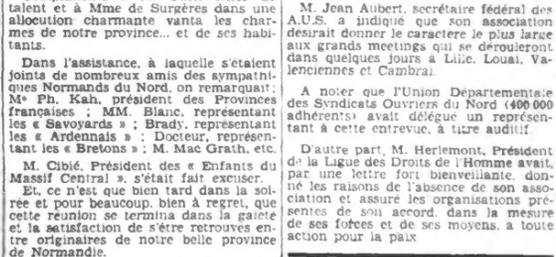 talent et à Mme de Surgères dans une
allocution charmante vanta les char-
mes de notre province... et de ses habi-
tants.
Dans l'assistance, à laquelle s'étaient
joints de nombreux amis des sympathi-
ques Normands du Nord, on remarquait:
Me Ph. Kah, président des Provinces
françaises ; MM. Blanc, représentant
les « Savoyards » ; Brady, représentant
les « Ardennais » ; Docteur, représen-
tant les « Bretons » ; M. Mac Grath, etc.
M. Cibié, Président des « Enfants du
Massif Central », s'était fait excuser.
Et, ce n'est que bien tard dans la soi-
rée et pour beaucoup, bien à regret, que
cette réunion se termina dans la gaieté
et la satisfaction de s'être retrouvés en-
tre originaires de notre belle province
de Normandie.
M. Jean Aubert, secrétaire fédéral des
A.U.S. a indiqué que son association
désirait donner le caractère le plus large
aux grands meetings qui se dérouleront
dans quelques jours à Lille, Louai, Va-
lenciennes et Cambrai.
A noter que l'Union Départementale
des Syndicats Ouvriers du Nord (400 000
adhérents) avait délégué un représen-
tant à cette entrevue, à titre auditif
D'autre part, M. Herlemont, Président
de la Ligue des Droits de l'Homme avait,
par une lettre fort bienveillante, don-
né les raisons de l'absence de son asso-
ciation et assuré les organisations pré-
sentes de son accord, dans la mesure
de ses forces et de ses moyens, a toute
action pour la paix